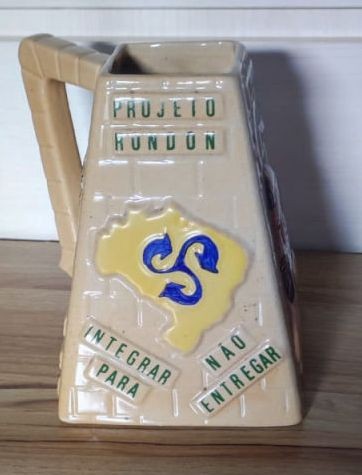 PROJETO
RONDON
INTEGRAR
PARA
NÃO
ENTREGAR